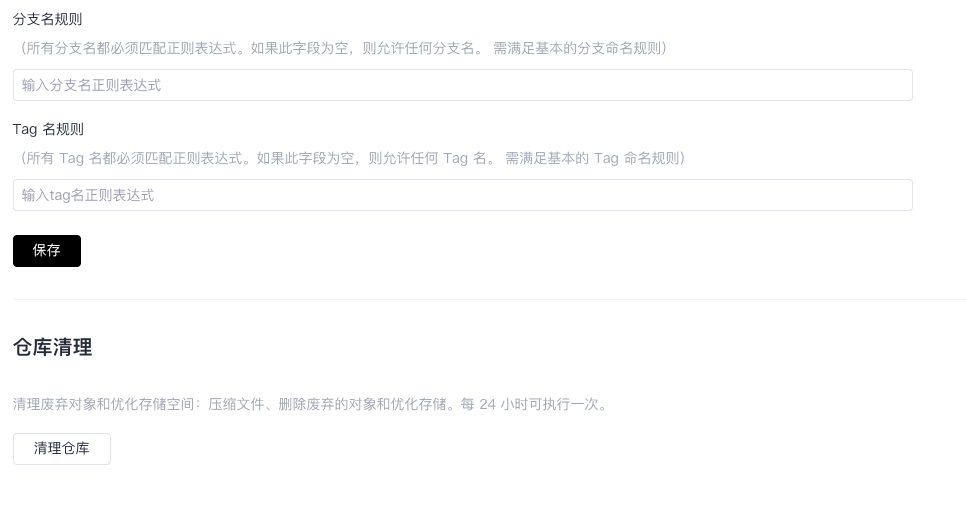 分支名规则
（所有分支名都必须匹配正则表达式。如果此字段为空，则允许任何分支名。 需满足基本的分支命名规则）
输入分支名正则表达式
Tag 名规则
（所有 Tag 名都必须匹配正则表达式。如果此字段为空，则允许任何 Tag 名。 需满足基本的 Tag 命名规则）
输入tag名正则表达式
保存
仓库清理
清理废弃对象和优化存储空间：压缩文件、删除废弃的对象和优化存储。每 24 小时可执行一次。
清理仓库